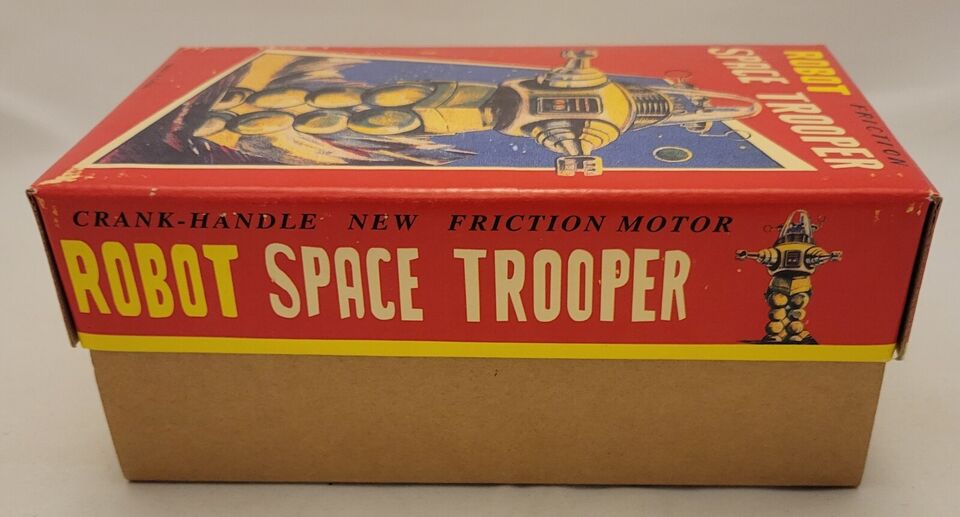 ROBOT
SPACE TROOPER
FRICTION
CRANK-HANDLE NEW FRICTION MOTOR
ROBOT SPACE TROOPER